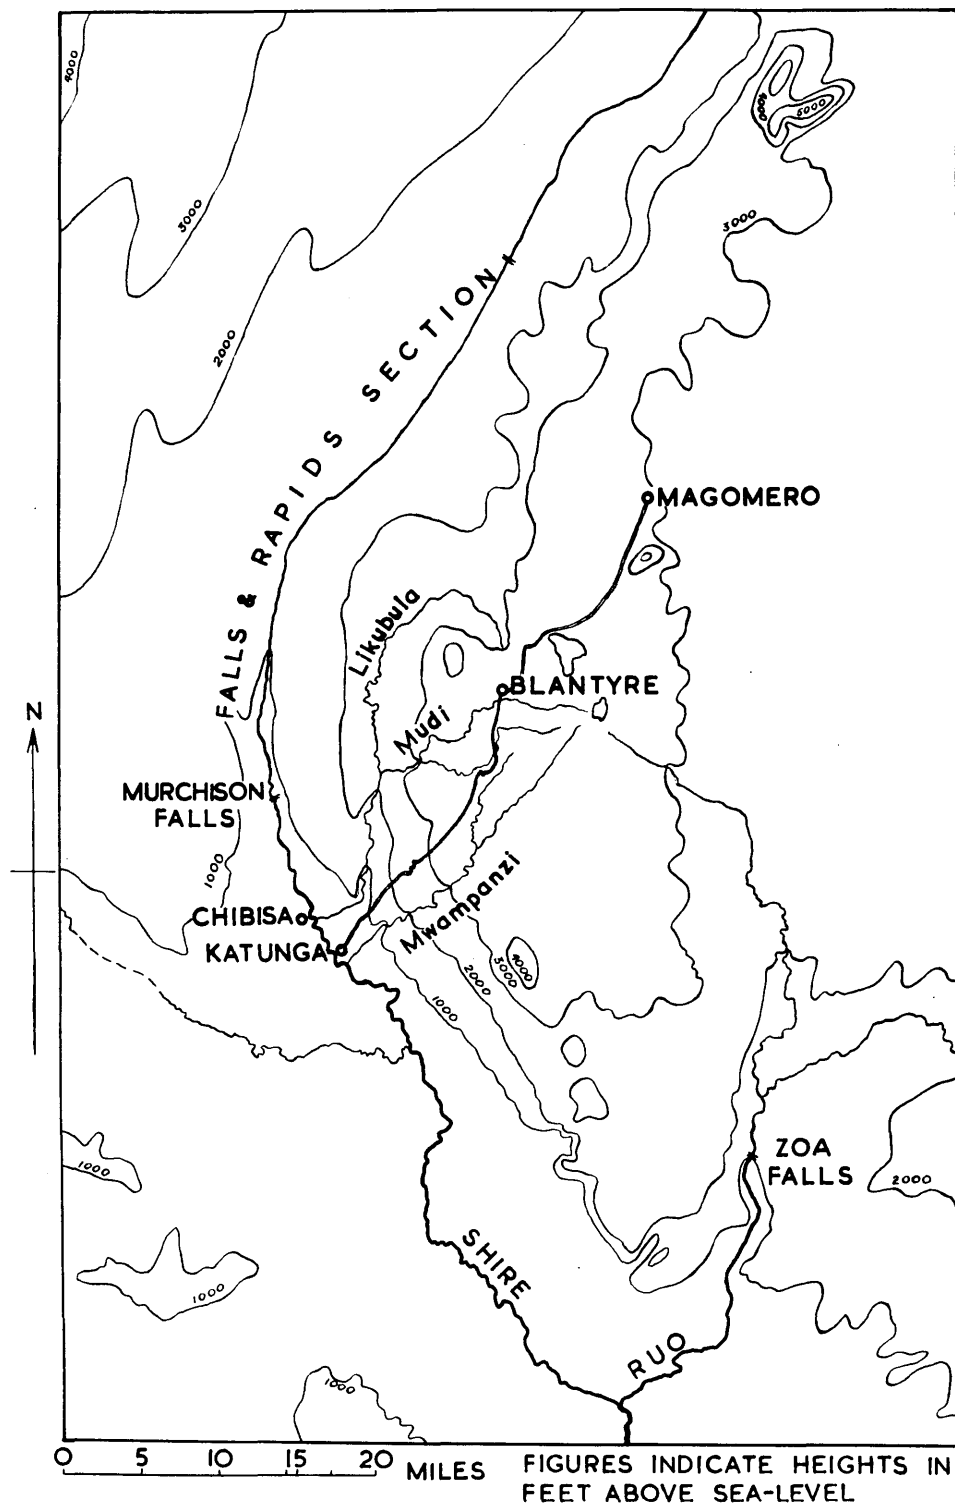 4000
4000
5000
3000
3000
2000
FALLS & RAPIDS SECTION
MAGOMERO
Likubula
BLANTYRE
N
Mudi
MURCHISON
FALLS
1000
Mwampanzi
CHIBISA
KATUNGA
4000
3000
2000
1000
ZOA
FALLS
1000
2000
SHIRE
1000
RUO
1000
0 5 10 15 20 MILES
FIGURES INDICATE HEIGHTS IN
FEET ABOVE SEA-LEVEL